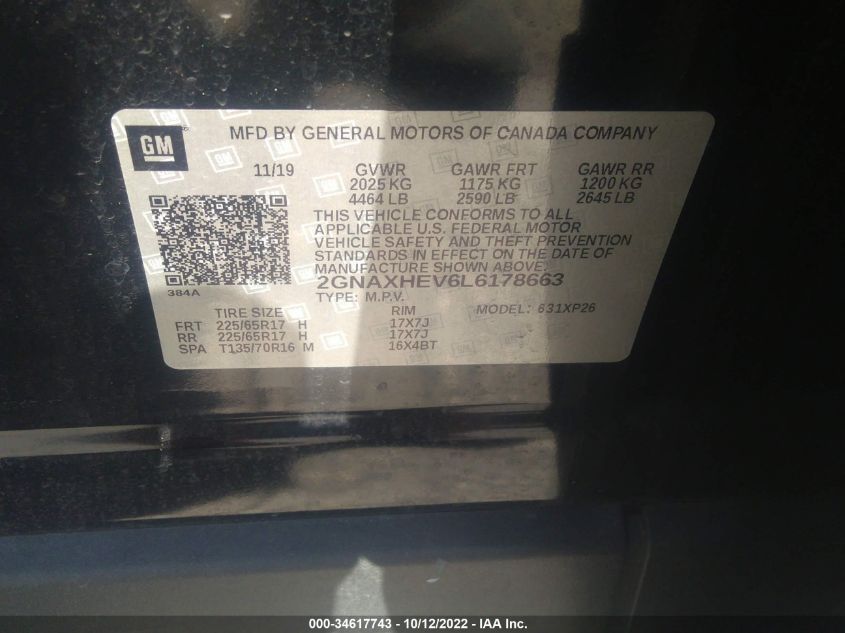 GM
MFD BY GENERAL MOTORS OF CANADA COMPANY
11/19 GVWR GAWR FRT GAWR RR
2025 KG 1175 KG 1200 KG
4464 LB 2590 LB 2645 LB
THIS VEHICLE CONFORMS TO ALL
APPLICABLE U.S. FEDERAL MOTOR
VEHICLE SAFETY AND THEFT PREVENTION
STANDARDS IN EFFECT ON THE DATE OF
MANUFACTURE SHOWN ABOVE.
2GNAXHEV6L6178663
384A
TYPE: M.P.V.
TIRE SIZE RIM MODEL: 631XP26
FRT 225/65R17 H 17X7J
RR 225/65R17 H 17X7J
SPA T135/70R16 M 16X4BT
000-34617743 - 10/12/2022 - IAA Inc.